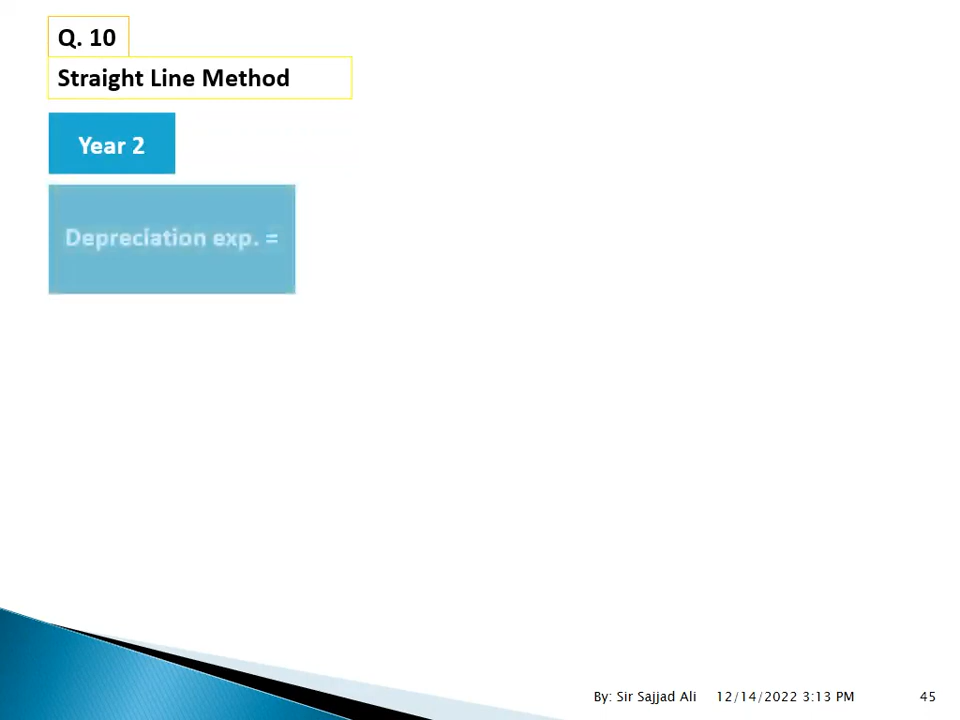 Q. 10
Straight Line Method
Year 2
Depreciation exp. =
By: Sir Sajjad Ali 12/14/2022 3:13 PM 45